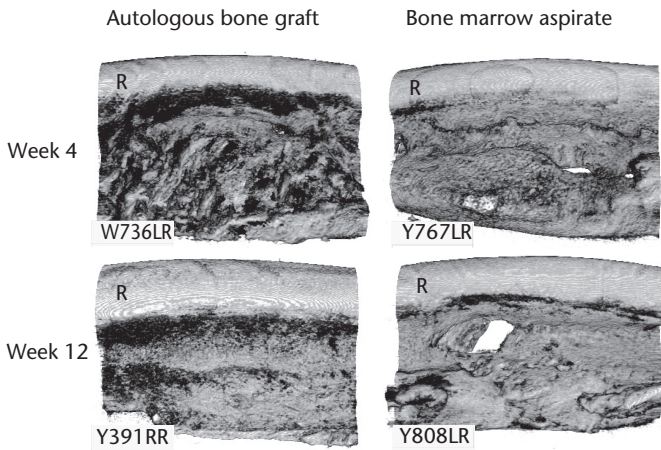 Autologous bone graft
Bone marrow aspirate
Week 4
R
R
W736LR
Y767LR
Week 12
R
R
Y391RR
Y808LR